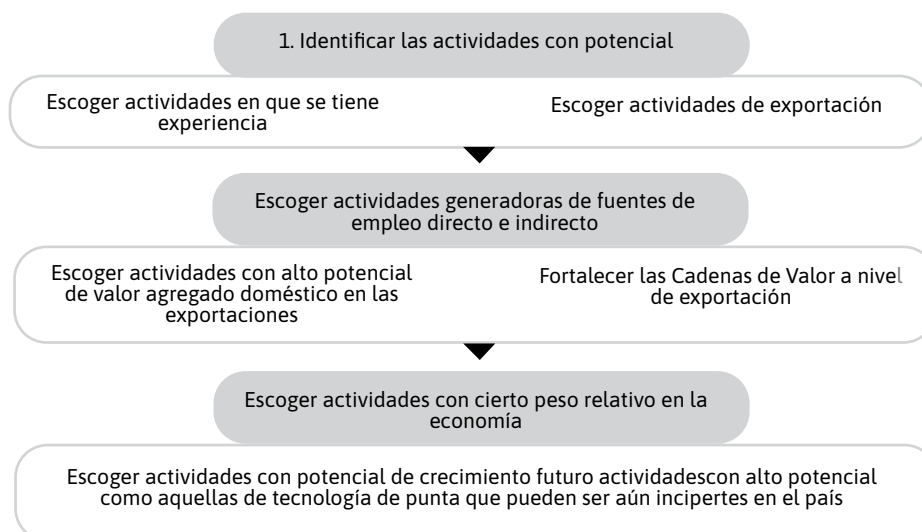 1. Identificar las actividades con potencial
Escoger actividades en que se tiene
experiencia
Escoger actividades de exportación
Escoger actividades generadoras de fuentes de
empleo directo e indirecto
Escoger actividades con alto potencial
de valor agregado doméstico en las
exportaciones
Fortalecer las Cadenas de Valor a nivel
de exportación
Escoger actividades con cierto peso relativo en la
economía
Escoger actividades con potencial de crecimiento futuro actividadescon alto potencial
como aquellas de tecnología de punta que pueden ser aún incipertes en el país